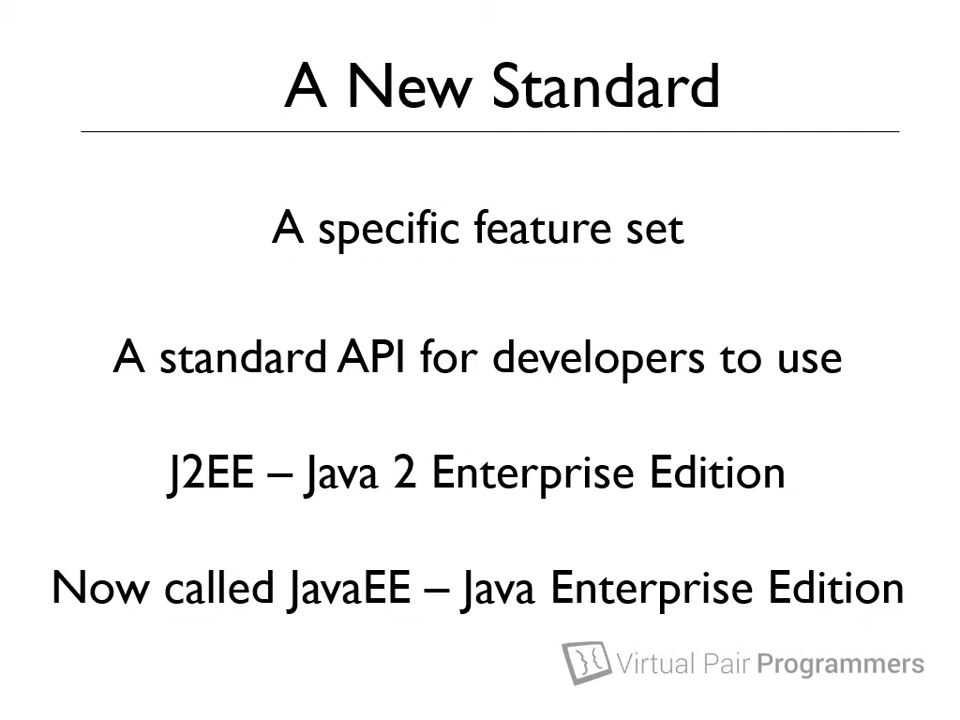 A New Standard
A specific feature set
A standard API for developers to use
J2EE – Java 2 Enterprise Edition
Now called JavaEE – Java Enterprise Edition
Virtual Pair Programmers